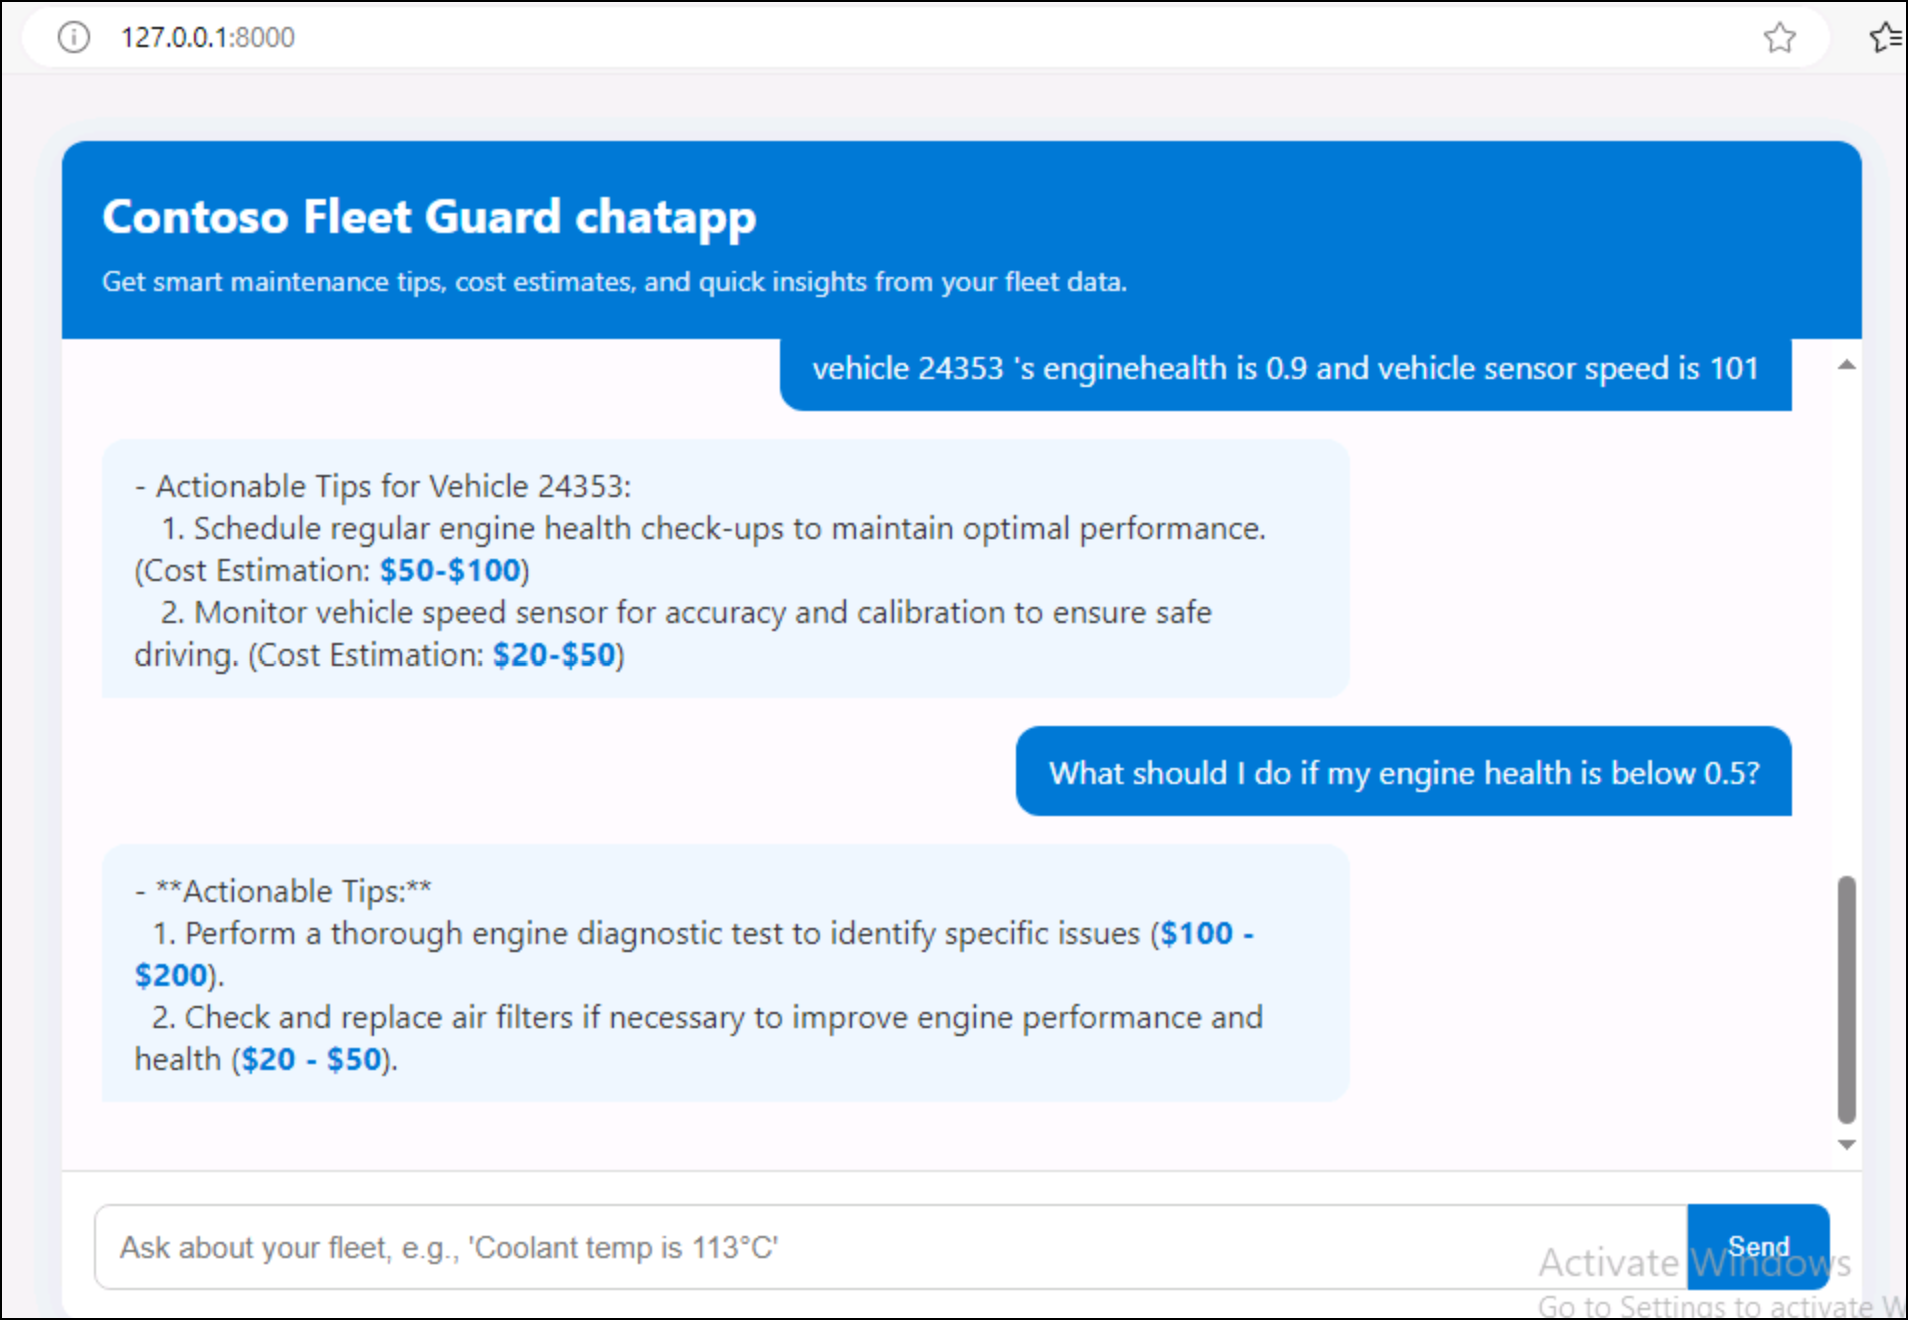 127.0.0.1:8000
Contoso Fleet Guard chatapp
Get smart maintenance tips, cost estimates, and quick insights from your fleet data.
vehicle 24353 's enginehealth is 0.9 and vehicle sensor speed is 101
- Actionable Tips for Vehicle 24353:
1. Schedule regular engine health check-ups to maintain optimal performance.
(Cost Estimation: $50-$100)
2. Monitor vehicle speed sensor for accuracy and calibration to ensure safe
driving. (Cost Estimation: $20-$50)
What should I do if my engine health is below 0.5?
- **Actionable Tips:**
1. Perform a thorough engine diagnostic test to identify specific issues ($100 -
$200).
2. Check and replace air filters if necessary to improve engine performance and
health ($20 - $50).
Ask about your fleet, e.g., 'Coolant temp is 113°C'
Send
Activate Windows
Go to Settings to activate W